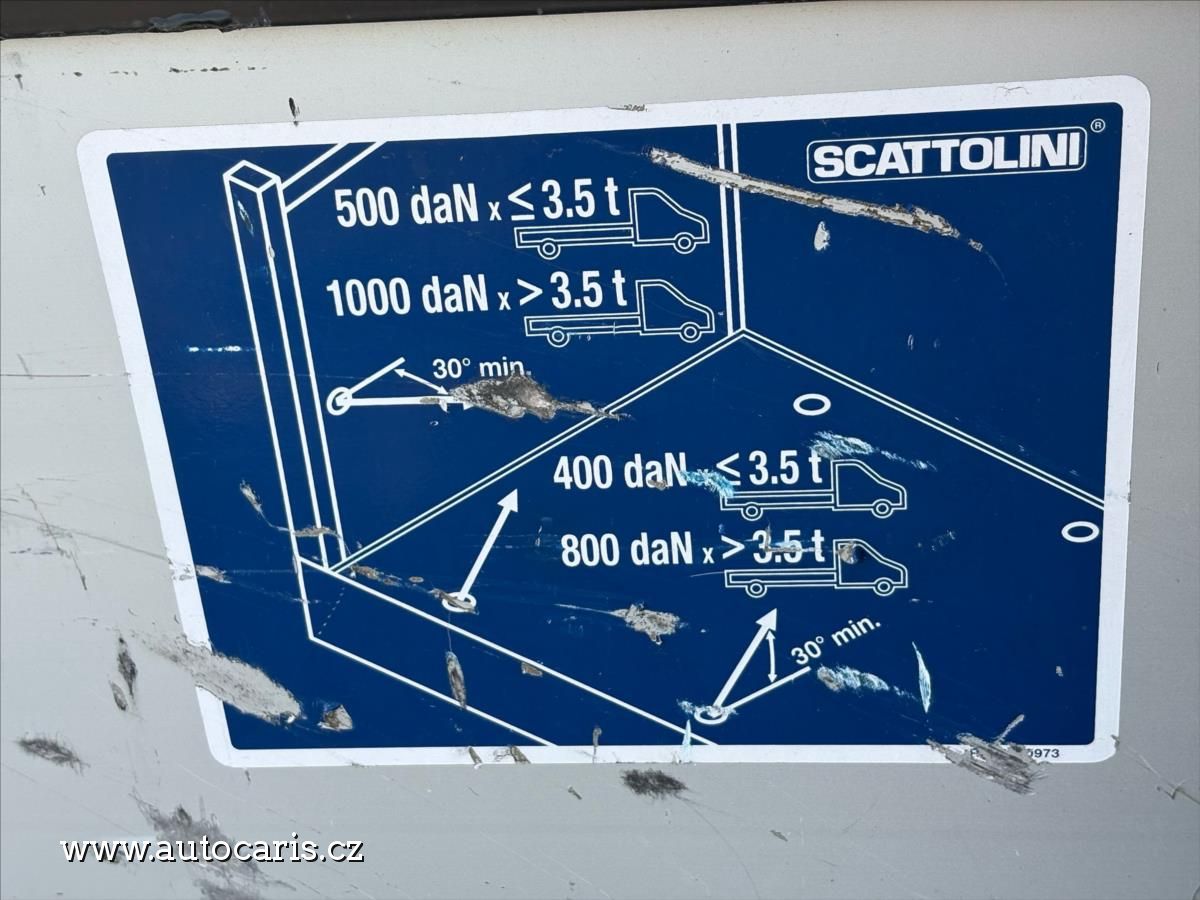 SCATTOLINI®
500 daN x ≤ 3.5 t
1000 daN x > 3.5 t
30° min.
400 daN ≤ 3.5 t
800 daN x > 3.5 t
30° min.
5973
www.autocaris.cz